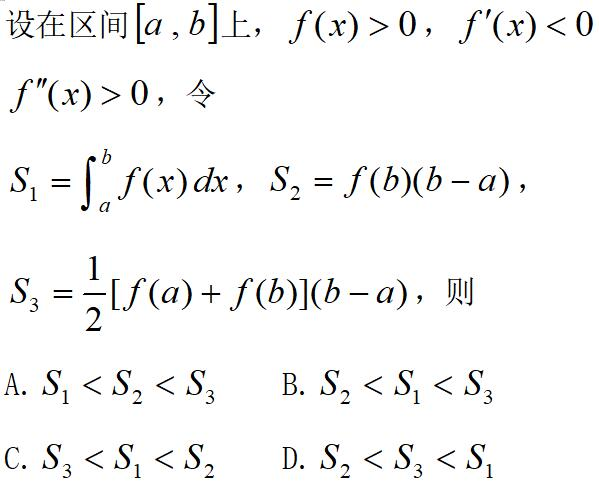 设在区间[a , b]上，f(x) > 0，f′(x) < 0
f″(x) > 0，令
S₁ = ∫ₐᵇ f(x) dx，S₂ = f(b)(b − a)，
S₃ = 1/2 [f(a) + f(b)](b − a)，则
A. S₁ < S₂ < S₃ B. S₂ < S₁ < S₃
C. S₃ < S₁ < S₂ D. S₂ < S₃ < S₁